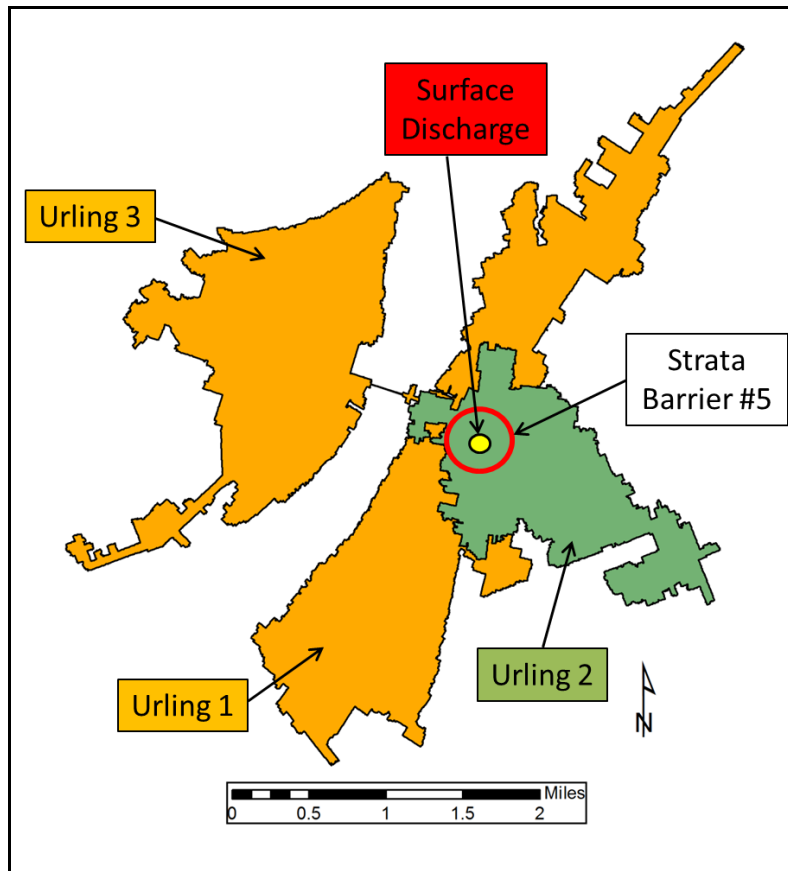 Surface
Discharge
Urling 3
Strata
Barrier #5
Urling 2
Urling 1
N
Miles
0 0.5 1 1.5 2